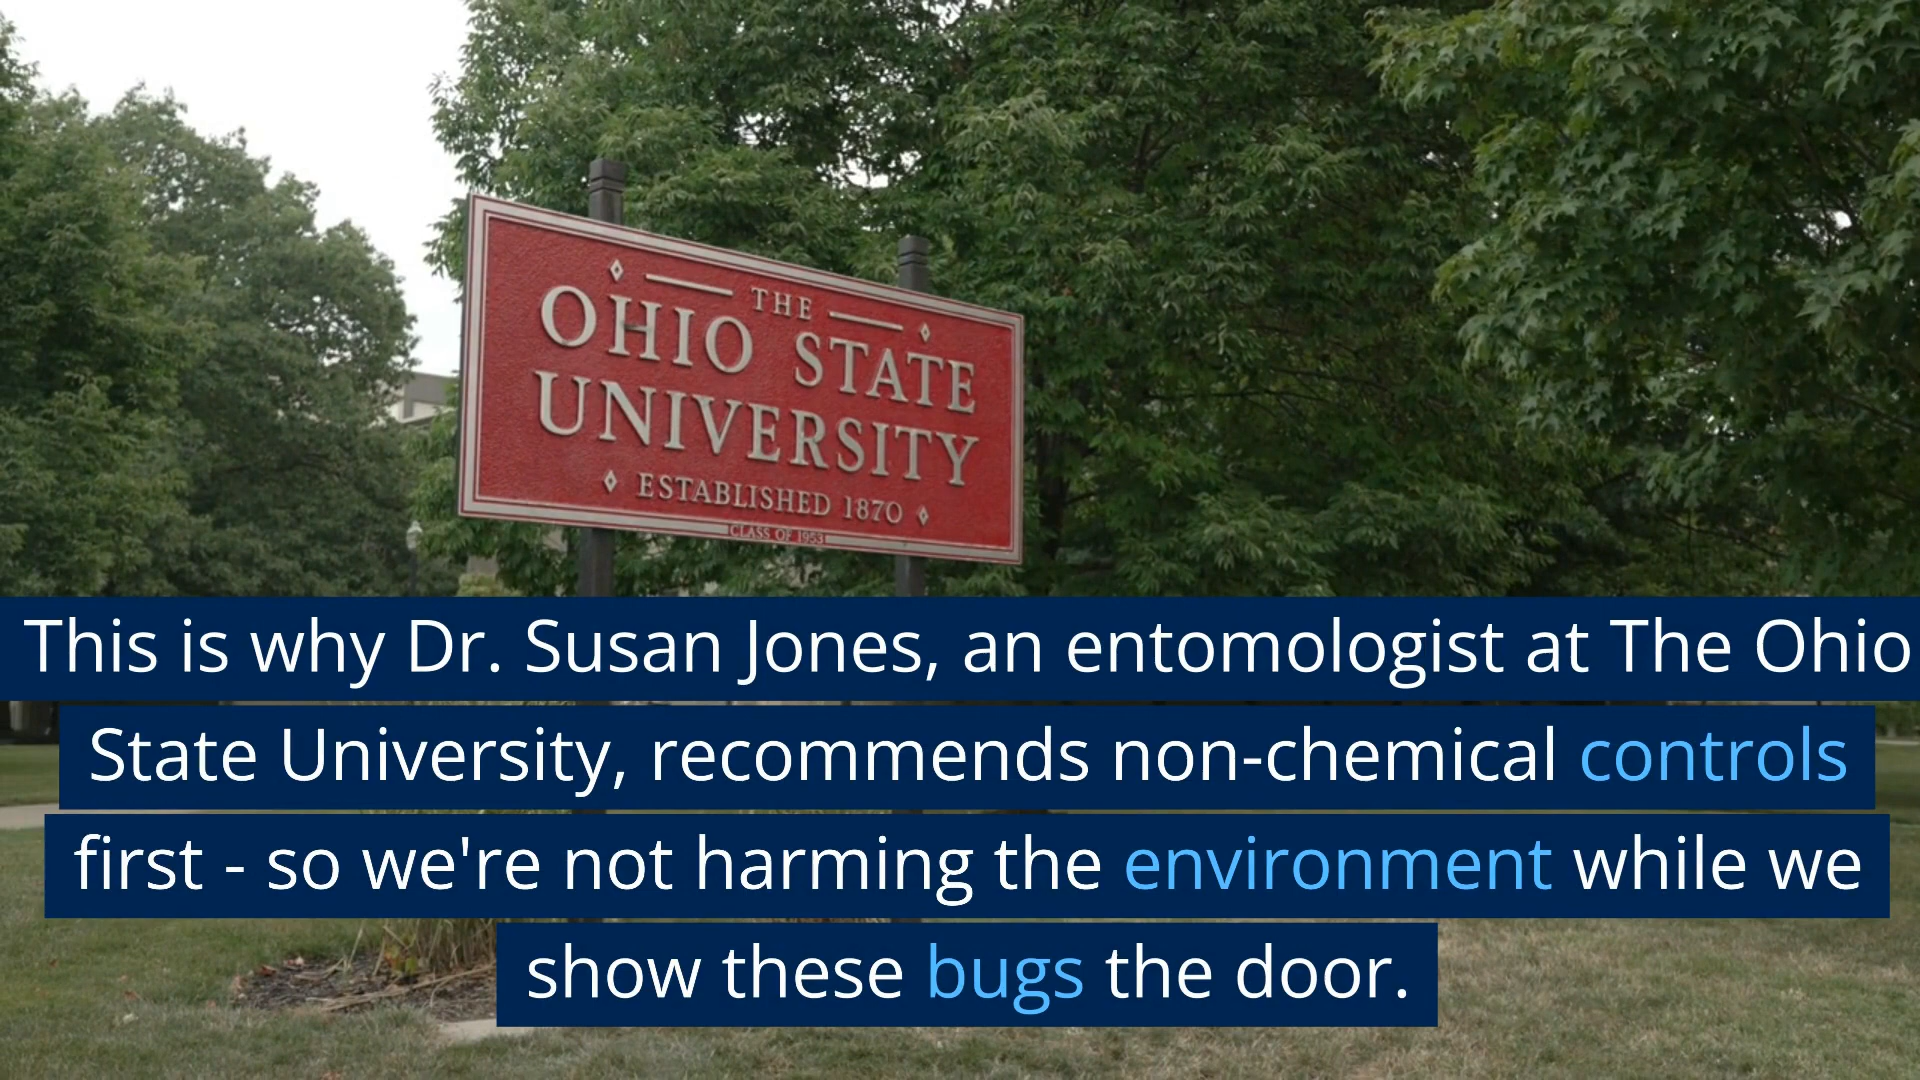 THE
OHIO STATE
UNIVERSITY
ESTABLISHED 1870
CLASS OF 1953
This is why Dr. Susan Jones, an entomologist at The Ohio
State University, recommends non-chemical controls
first - so we're not harming the environment while we
show these bugs the door.